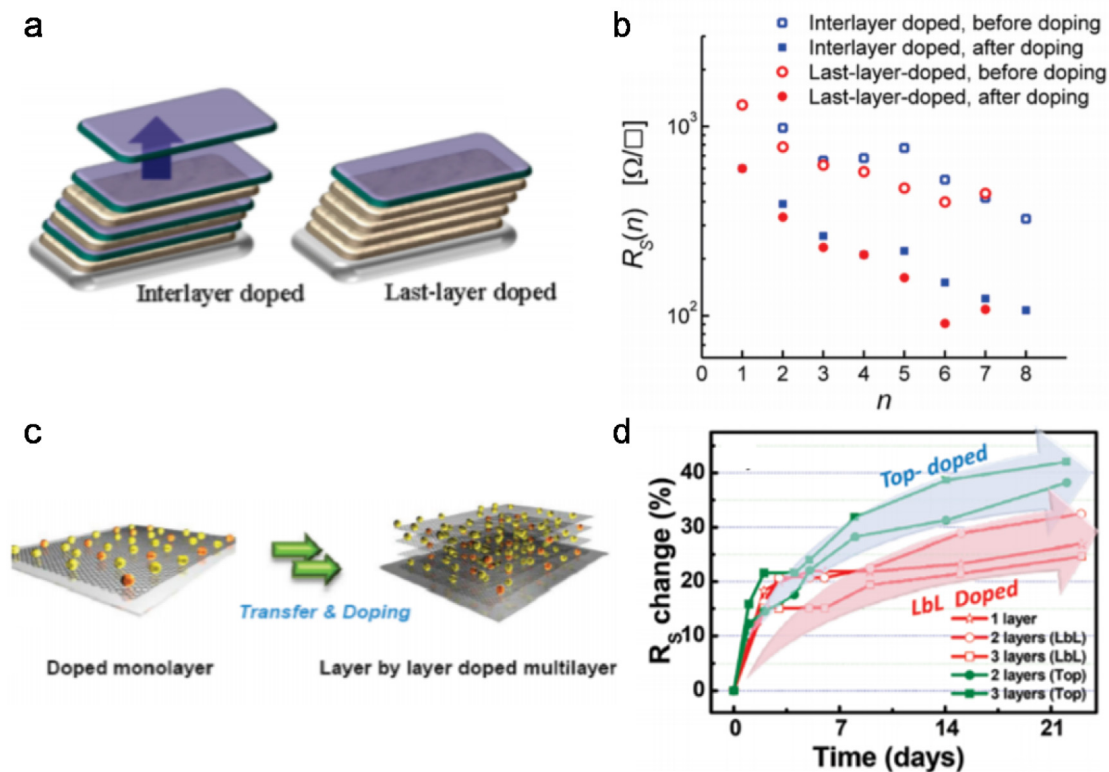 a
Interlayer doped
Last-layer doped
b
Interlayer doped, before doping
Interlayer doped, after doping
Last-layer-doped, before doping
Last-layer-doped, after doping
R_S(n) [Ω/□]
10³
10²
0 1 2 3 4 5 6 7 8
n
c
Transfer & Doping
Doped monolayer
Layer by layer doped multilayer
d
R_S change (%)
40
30
20
10
0
Top- doped
LbL Doped
1 layer
2 layers (LbL)
3 layers (LbL)
2 layers (Top)
3 layers (Top)
0 7 14 21
Time (days)